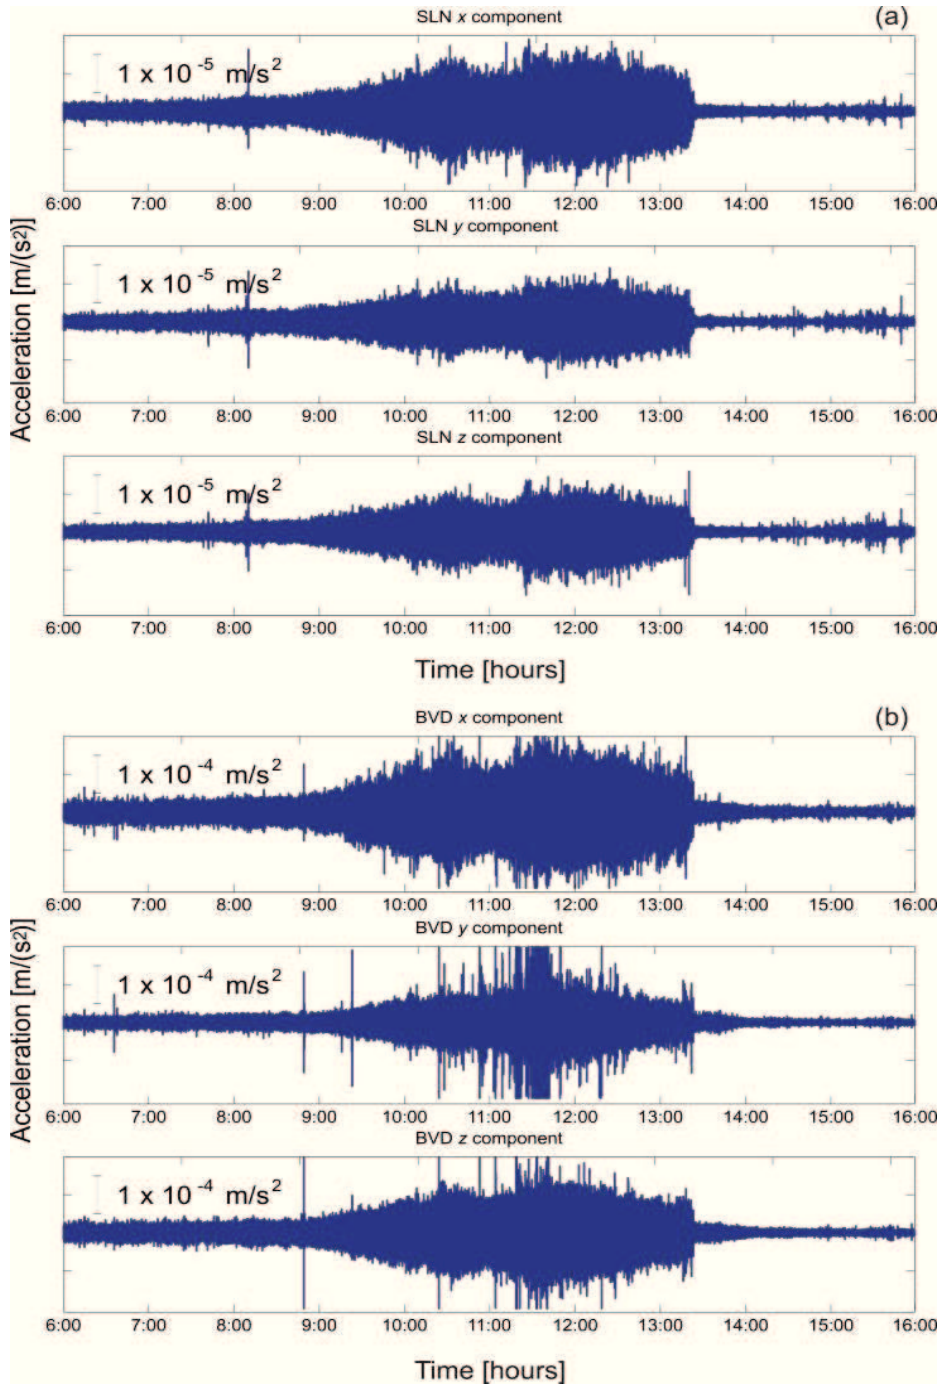 SLN x component
(a)
1 x 10-5 m/s2
6:00 7:00 8:00 9:00 10:00 11:00 12:00 13:00 14:00 15:00 16:00
SLN y component
1 x 10-5 m/s2
6:00 7:00 8:00 9:00 10:00 11:00 12:00 13:00 14:00 15:00 16:00
SLN z component
1 x 10-5 m/s2
6:00 7:00 8:00 9:00 10:00 11:00 12:00 13:00 14:00 15:00 16:00
Acceleration [m/(s2)]
Time [hours]
BVD x component
(b)
1 x 10-4 m/s2
6:00 7:00 8:00 9:00 10:00 11:00 12:00 13:00 14:00 15:00 16:00
BVD y component
1 x 10-4 m/s2
6:00 7:00 8:00 9:00 10:00 11:00 12:00 13:00 14:00 15:00 16:00
BVD z component
1 x 10-4 m/s2
6:00 7:00 8:00 9:00 10:00 11:00 12:00 13:00 14:00 15:00 16:00
Acceleration [m/(s2)]
Time [hours]